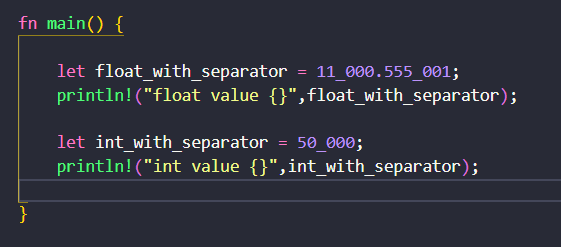 fn main() {
let float_with_separator = 11_000.555_001;
println!("float value {}",float_with_separator);
let int_with_separator = 50_000;
println!("int value {}",int_with_separator);
}